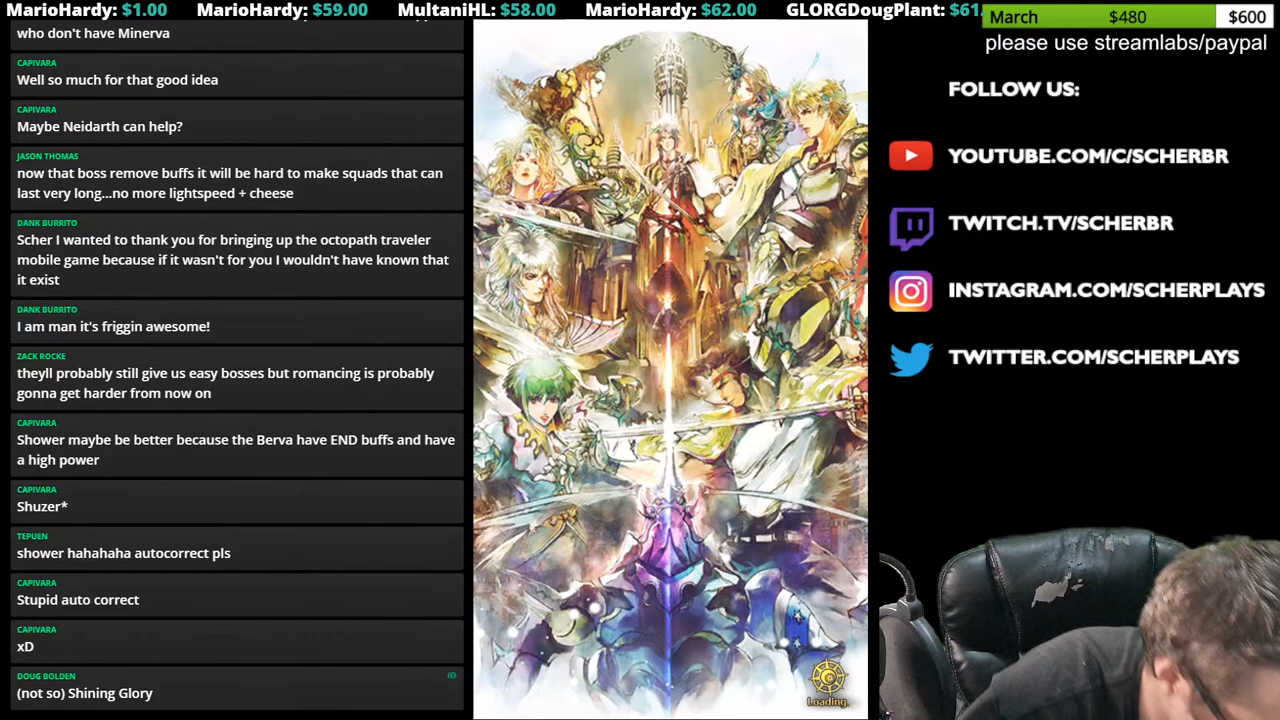 MarioHardy: $1.00 MarioHardy: $59.00 MultaniHL: $58.00 MarioHardy: $62.00 GLORGDougPlant: $61.
March $480 $600
please use streamlabs/paypal
who don't have Minerva
CAPIVARA
Well so much for that good idea
CAPIVARA
Maybe Neidarth can help?
JASON THOMAS
now that boss remove buffs it will be hard to make squads that can
last very long...no more lightspeed + cheese
DANK BURRITO
Scher I wanted to thank you for bringing up the octopath traveler
mobile game because if it wasn't for you I wouldn't have known that
it exist
DANK BURRITO
I am man it's friggin awesome!
ZACK ROCKE
theyll probably still give us easy bosses but romancing is probably
gonna get harder from now on
CAPIVARA
Shower maybe be better because the Berva have END buffs and have
a high power
CAPIVARA
Shuzer*
TEPUEN
shower hahahaha autocorrect pls
CAPIVARA
Stupid auto correct
CAPIVARA
xD
DOUG BOLDEN
(not so) Shining Glory
Loading.
FOLLOW US:
YOUTUBE.COM/C/SCHERBR
TWITCH.TV/SCHERBR
INSTAGRAM.COM/SCHERPLAYS
TWITTER.COM/SCHERPLAYS